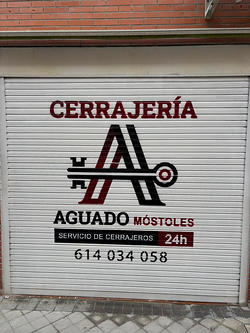 CERRAJERÍA
A
AGUADO MÓSTOLES
SERVICIO DE CERRAJEROS 24h
614 034 058